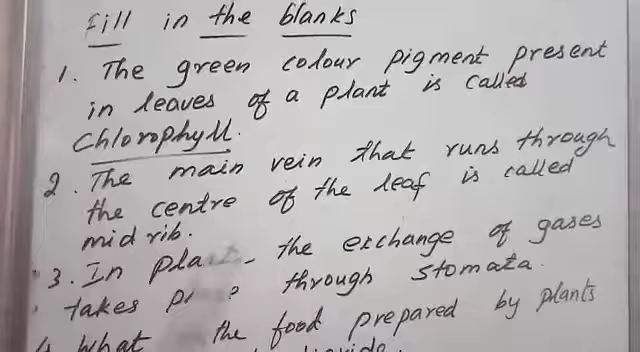 Fill in the blanks
1. The green colour pigment present
in leaves of a plant is called
Chlorophyll.
2. The main vein that runs through
the centre of the leaf is called
mid rib.
3. In the exchange of gases
takes through stomata.
What the food prepared by plants